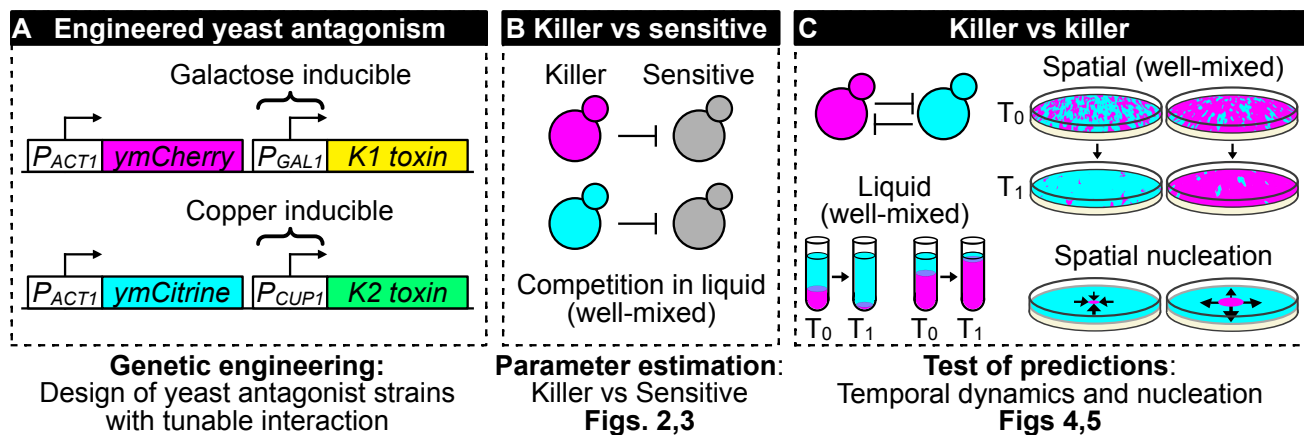 A Engineered yeast antagonism
Galactose inducible
PACT1 ymCherry PGAL1 K1 toxin
Copper inducible
PACT1 ymCitrine PCUP1 K2 toxin
Genetic engineering:
Design of yeast antagonist strains
with tunable interaction
B Killer vs sensitive
Killer Sensitive
Competition in liquid
(well-mixed)
Parameter estimation:
Killer vs Sensitive
Figs. 2,3
C Killer vs killer
Spatial (well-mixed)
T0
T1
Liquid
(well-mixed)
T0 T1 T0 T1
Spatial nucleation
Test of predictions:
Temporal dynamics and nucleation
Figs 4,5